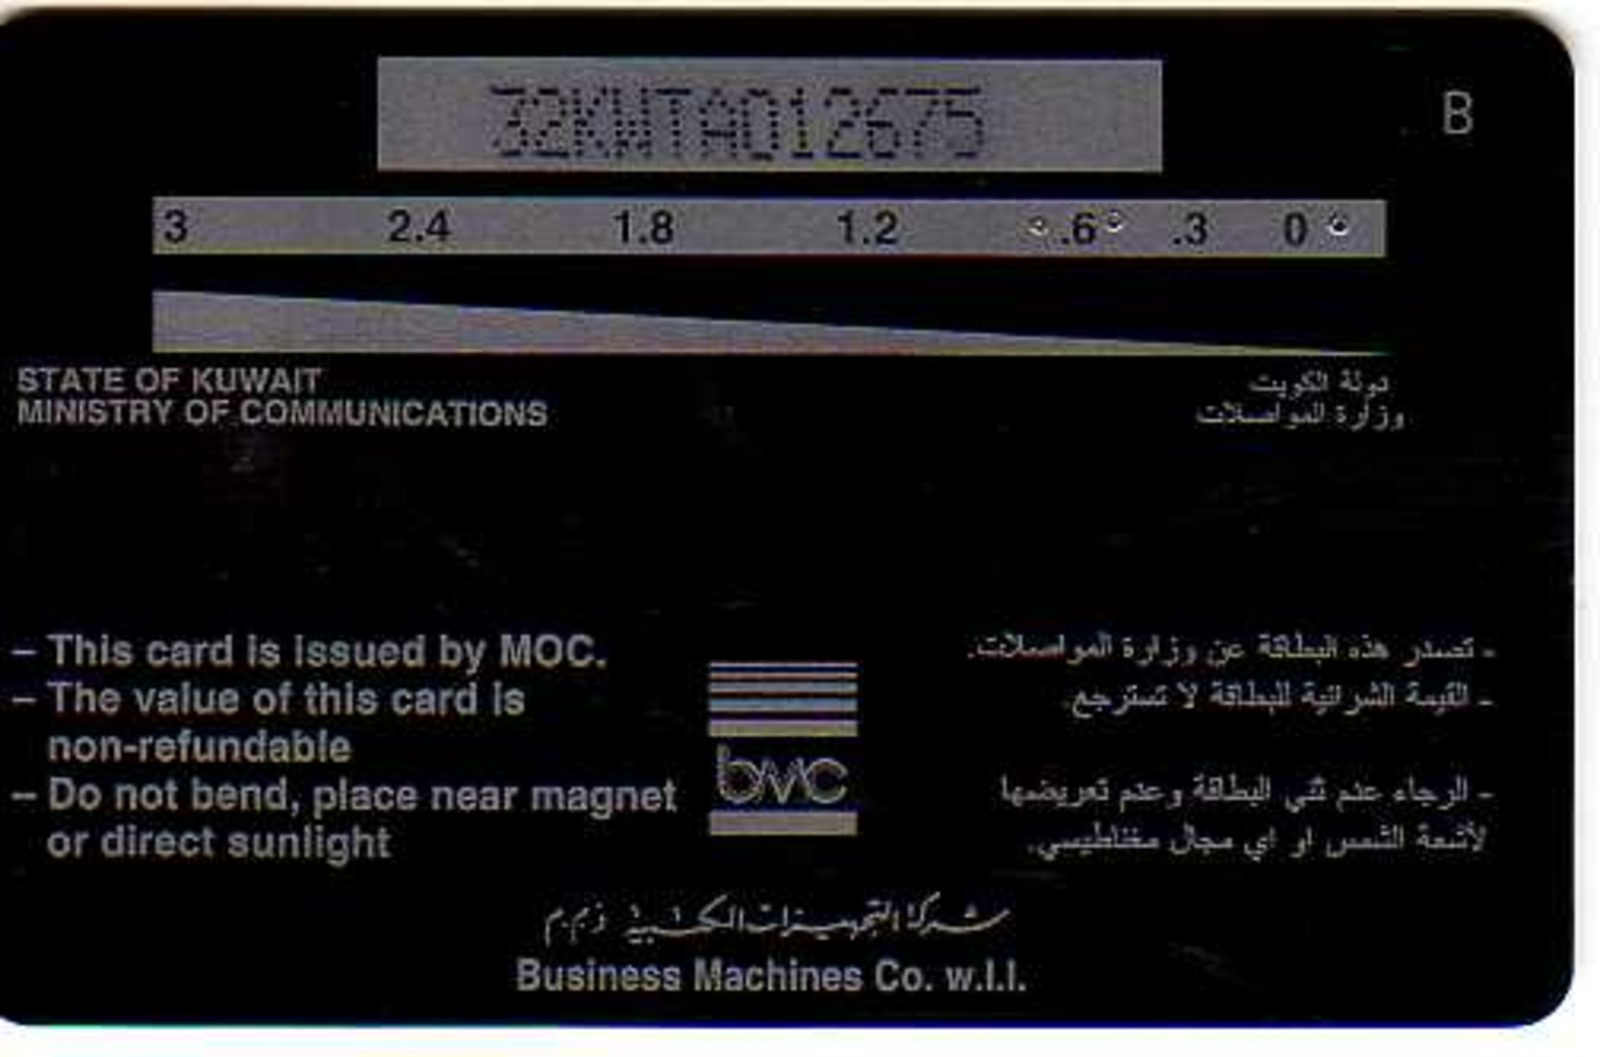 32KWTA012675
B
3 2.4 1.8 1.2 .6 .3 0
STATE OF KUWAIT
MINISTRY OF COMMUNICATIONS
دولة الكويت
وزارة المواصلات
– This card is issued by MOC.
– The value of this card is
non-refundable
– Do not bend, place near magnet
or direct sunlight
bmc
- تصدر هذه البطاقة عن وزارة المواصلات.
- القيمة الشرائية للبطاقة لا تسترجع.
- الرجاء عدم ثني البطاقة وعدم تعريضها
لأشعة الشمس او اي مجال مغناطيسي.
شركة التجهيزات المكتبية ذ.م.م
Business Machines Co. w.l.l.